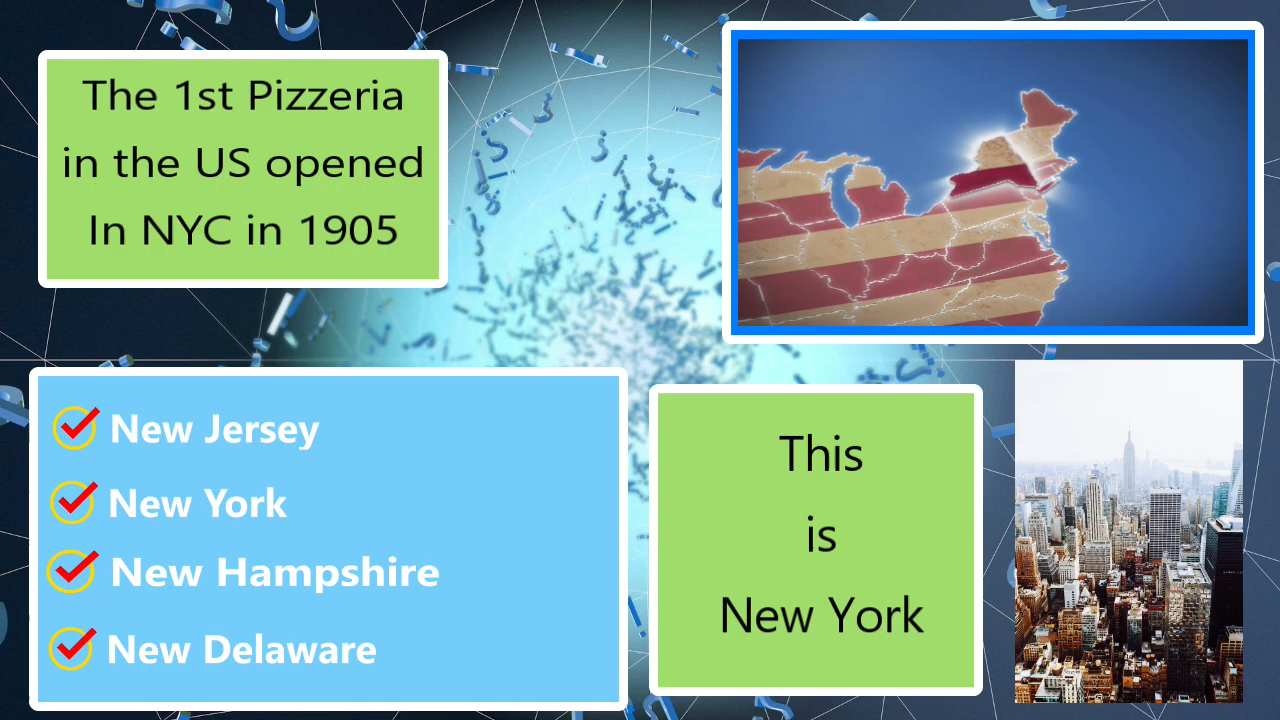 The 1st Pizzeria
in the US opened
In NYC in 1905
New Jersey
New York
New Hampshire
New Delaware
This
is
New York